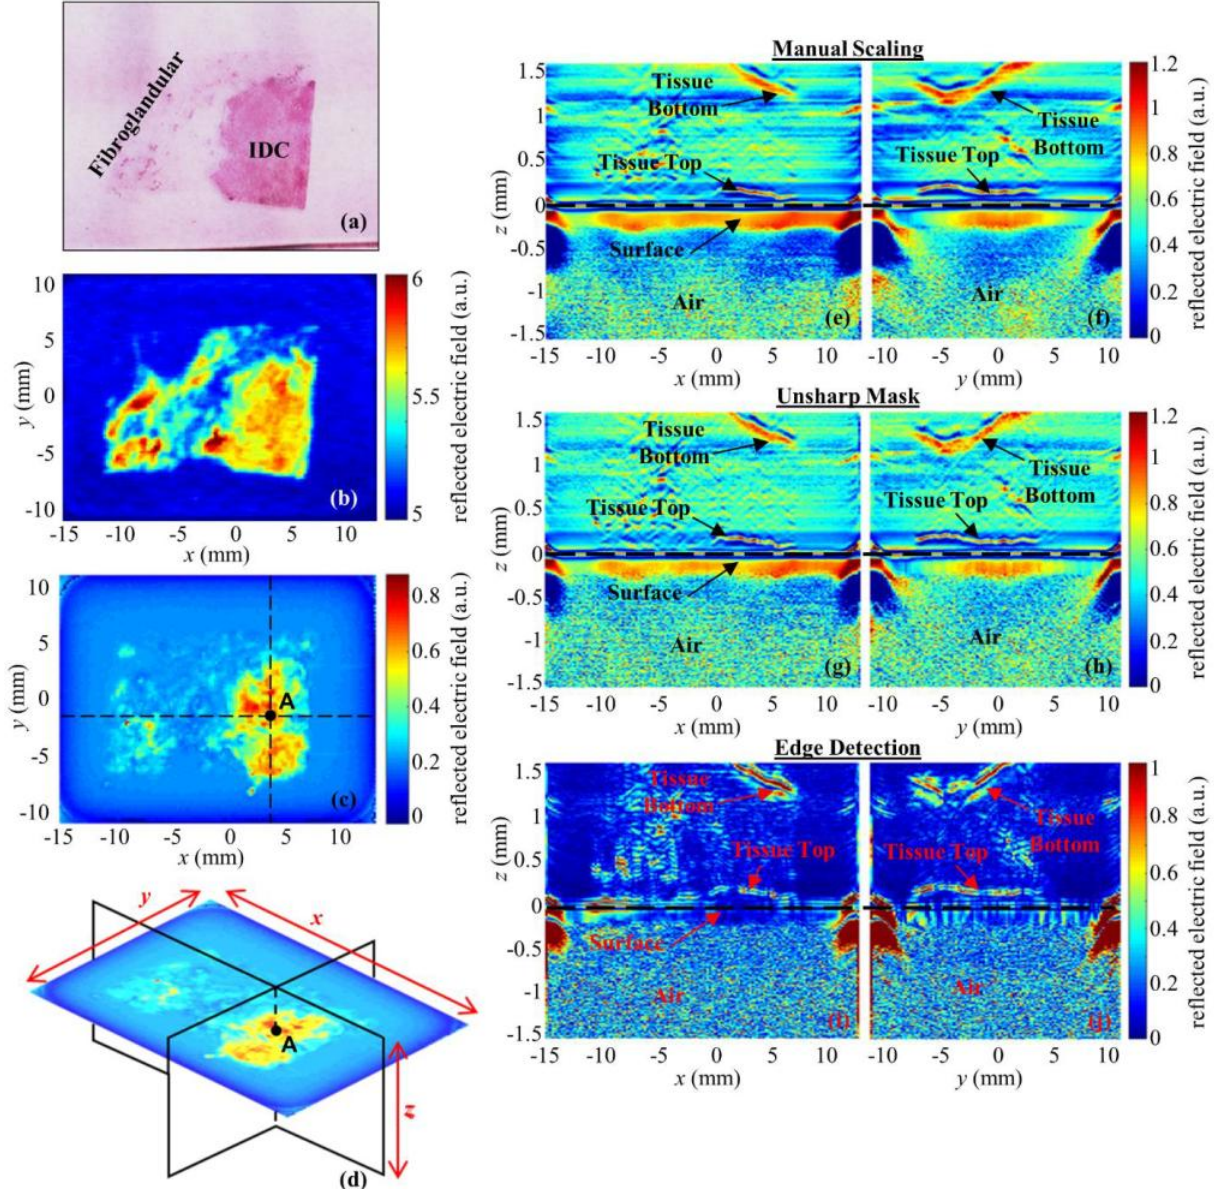 Fibroglandular
IDC
(a)
10
5
0
-5
-10
y (mm)
-15
-10
-5
0
5
10
x (mm)
(b)
6
5.5
5
reflected electric field (a.u.)
10
5
0
-5
-10
y (mm)
-15
-10
-5
0
5
10
x (mm)
A
(c)
0.8
0.6
0.4
0.2
0
reflected electric field (a.u.)
y
x
A
z
(d)
Manual Scaling
1.5
1
0.5
0
-0.5
-1
-1.5
z (mm)
Tissue
Bottom
Tissue Top
Surface
Air
(e)
-15
-10
-5
0
5
10
x (mm)
Tissue
Bottom
Tissue Top
Air
(f)
-10
-5
0
5
10
y (mm)
1.2
1
0.8
0.6
0.4
0.2
0
reflected electric field (a.u.)
Unsharp Mask
1.5
1
0.5
0
-0.5
-1
-1.5
z (mm)
Tissue
Bottom
Tissue Top
Surface
Air
(g)
-15
-10
-5
0
5
10
x (mm)
Tissue
Bottom
Tissue Top
Air
(h)
-10
-5
0
5
10
y (mm)
1.2
1
0.8
0.6
0.4
0.2
0
reflected electric field (a.u.)
Edge Detection
1.5
1
0.5
0
-0.5
-1
-1.5
z (mm)
Tissue
Bottom
Tissue Top
Surface
Air
(i)
-15
-10
-5
0
5
10
x (mm)
Tissue
Bottom
Tissue Top
Air
(j)
-10
-5
0
5
10
y (mm)
1
0.8
0.6
0.4
0.2
0
reflected electric field (a.u.)